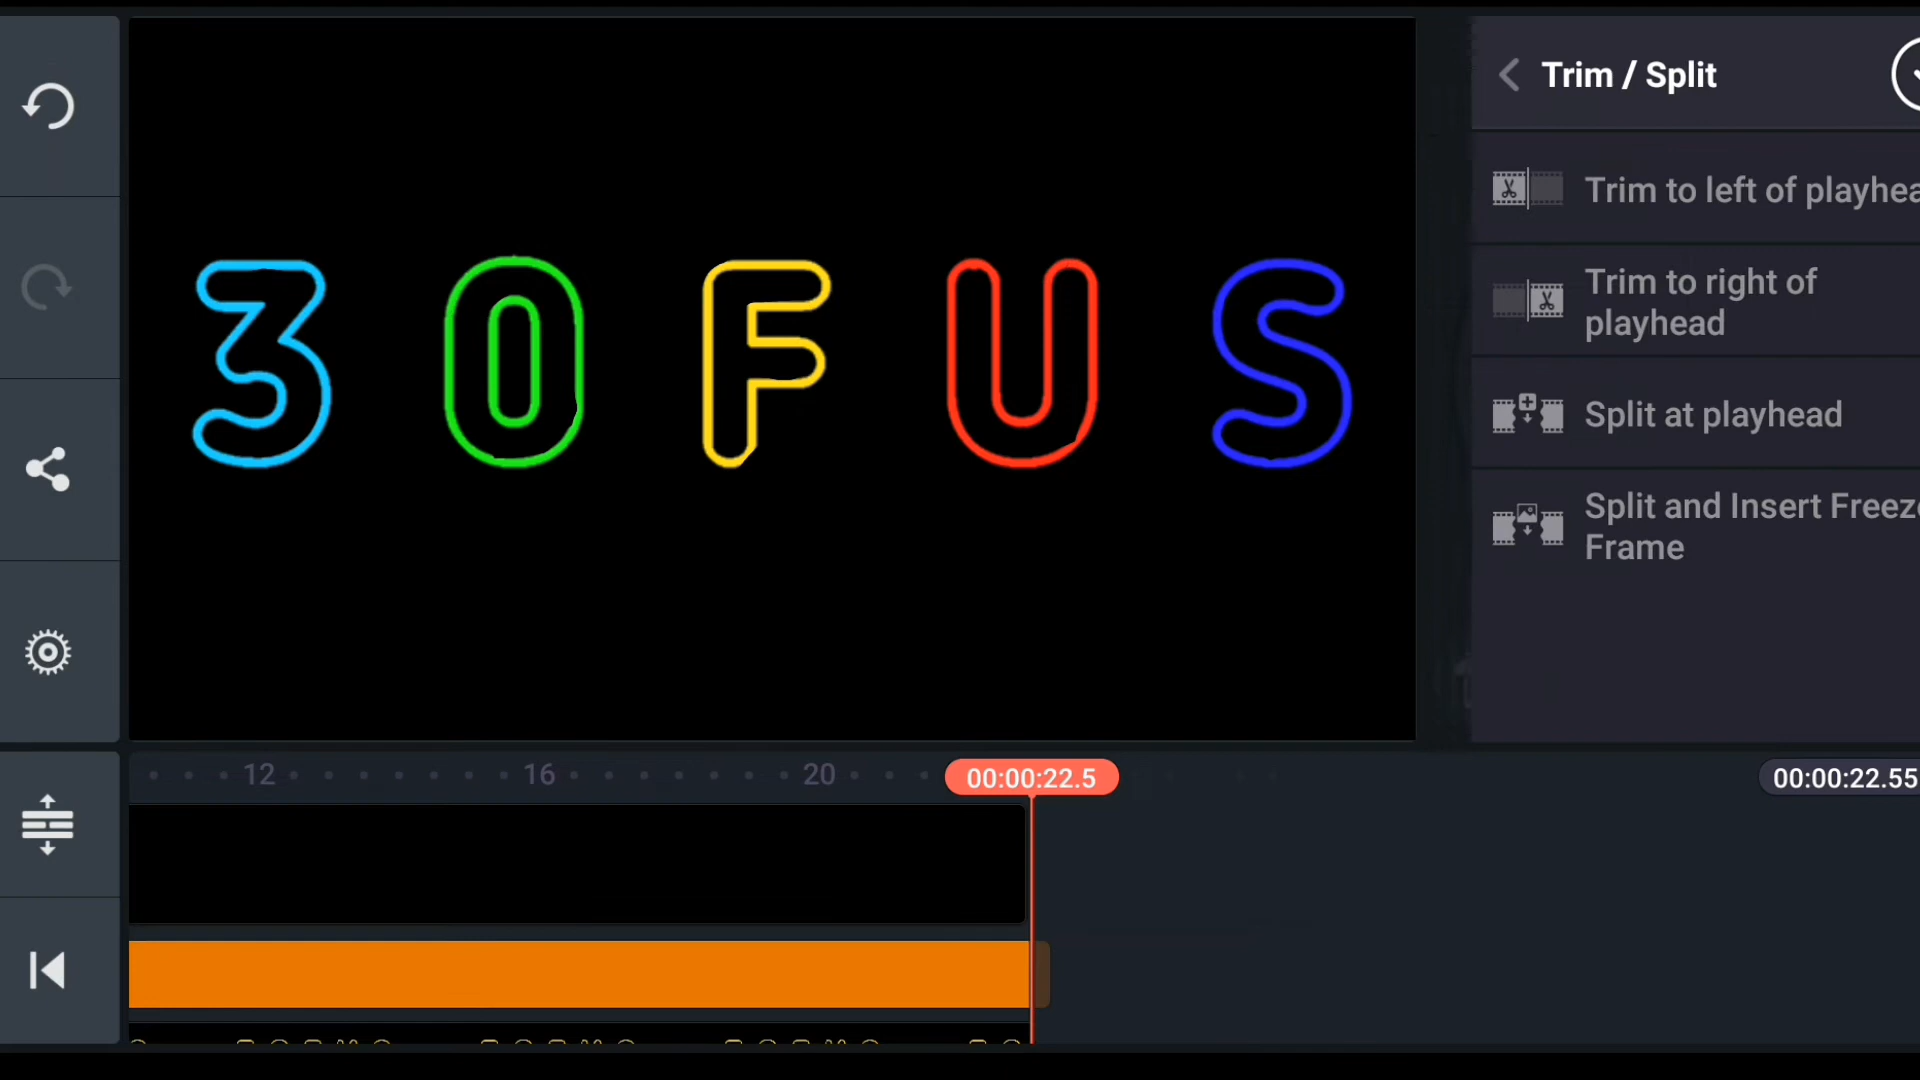 Trim / Split
Trim to left of playhea
3 0 F U S
Trim to right of
playhead
Split at playhead
Split and Insert Freeze
Frame
12 16 20 00:00:22.5 00:00:22.55